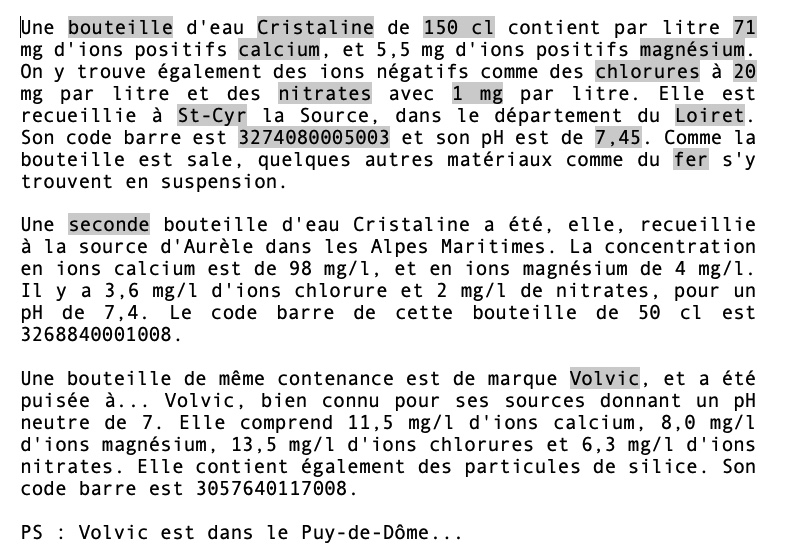 Une bouteille d'eau Cristaline de 150 cl contient par litre 71
mg d'ions positifs calcium, et 5,5 mg d'ions positifs magnésium.
On y trouve également des ions négatifs comme des chlorures à 20
mg par litre et des nitrates avec 1 mg par litre. Elle est
recueillie à St-Cyr la Source, dans le département du Loiret.
Son code barre est 3274080005003 et son pH est de 7,45. Comme la
bouteille est sale, quelques autres matériaux comme du fer s'y
trouvent en suspension.
Une seconde bouteille d'eau Cristaline a été, elle, recueillie
à la source d'Aurèle dans les Alpes Maritimes. La concentration
en ions calcium est de 98 mg/l, et en ions magnésium de 4 mg/l.
Il y a 3,6 mg/l d'ions chlorure et 2 mg/l de nitrates, pour un
pH de 7,4. Le code barre de cette bouteille de 50 cl est
3268840001008.
Une bouteille de même contenance est de marque Volvic, et a été
puisée à... Volvic, bien connu pour ses sources donnant un pH
neutre de 7. Elle comprend 11,5 mg/l d'ions calcium, 8,0 mg/l
d'ions magnésium, 13,5 mg/l d'ions chlorures et 6,3 mg/l d'ions
nitrates. Elle contient également des particules de silice. Son
code barre est 3057640117008.
PS : Volvic est dans le Puy-de-Dôme...